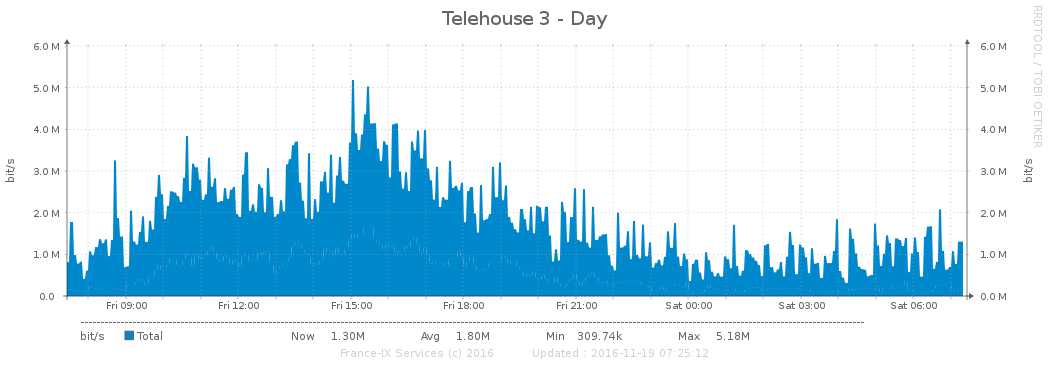 Telehouse 3 - Day
RRDTOOL / TOBI OETIKER
6.0 M 6.0 M
5.0 M 5.0 M
4.0 M 4.0 M
3.0 M 3.0 M
2.0 M 2.0 M
1.0 M 1.0 M
0.0 0.0 M
bit/s
bit/s
Fri 09:00 Fri 12:00 Fri 15:00 Fri 18:00 Fri 21:00 Sat 00:00 Sat 03:00 Sat 06:00
bit/s Total Now 1.30M Avg 1.80M Min 309.74k Max 5.18M
France-IX Services (c) 2016 Updated : 2016-11-19 07:25:12